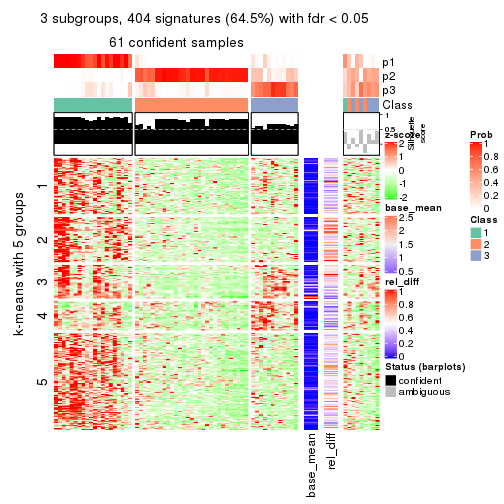 3 subgroups, 404 signatures (64.5%) with fdr < 0.05
61 confident samples
p1
p2
p3
Class
1
0.5
0
Silhouette
score
k-means with 5 groups
1
2
3
4
5
base_mean
rel_diff
z-score
2
1
0
-1
-2
base_mean
2.5
2
1.5
1
0.5
rel_diff
1
0.8
0.6
0.4
0.2
0
Status (barplots)
confident
ambiguous
Prob
1
0.8
0.6
0.4
0.2
0
Class
1
2
3